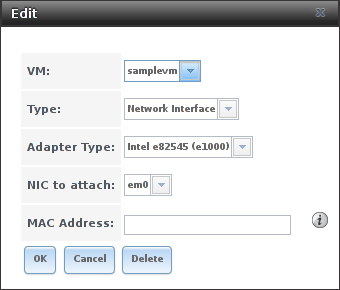 Edit
VM: samplevm
Type: Network Interface
Adapter Type: Intel e82545 (e1000)
NIC to attach: em0
MAC Address:
OK Cancel Delete